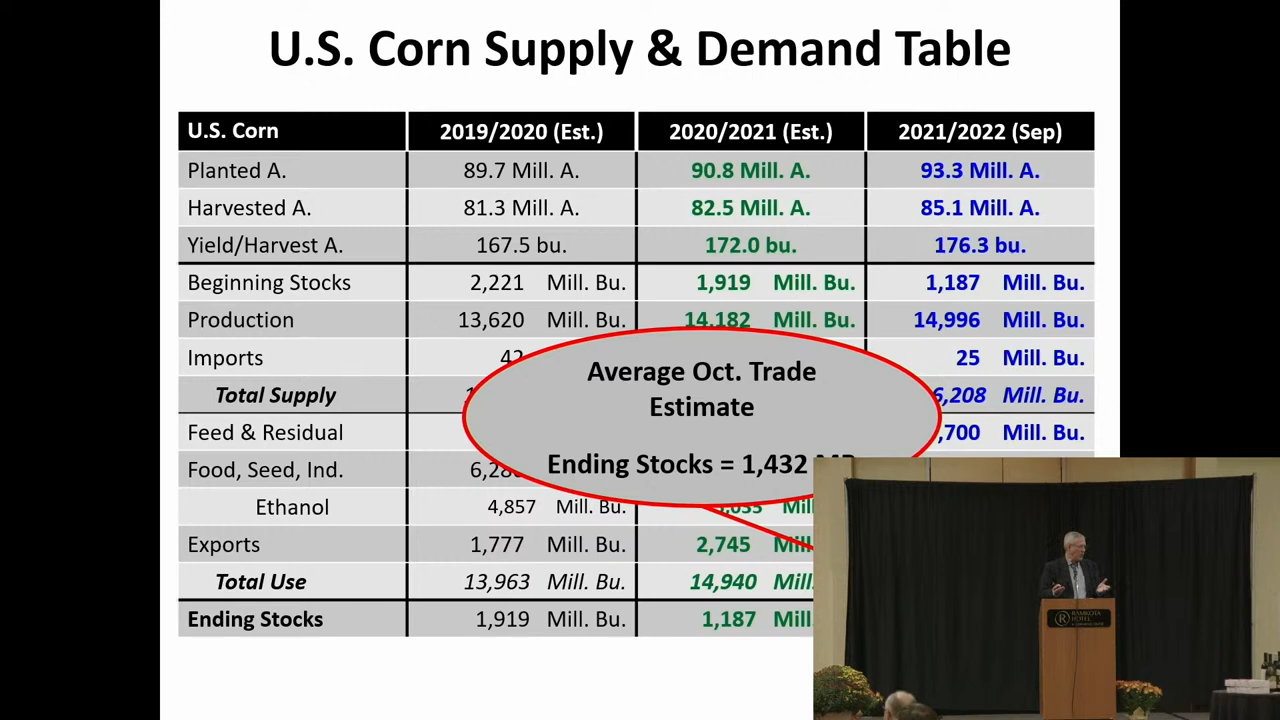 U.S. Corn Supply & Demand Table
U.S. Corn 2019/2020 (Est.) 2020/2021 (Est.) 2021/2022 (Sep)
Planted A. 89.7 Mill. A. 90.8 Mill. A. 93.3 Mill. A.
Harvested A. 81.3 Mill. A. 82.5 Mill. A. 85.1 Mill. A.
Yield/Harvest A. 167.5 bu. 172.0 bu. 176.3 bu.
Beginning Stocks 2,221 Mill. Bu. 1,919 Mill. Bu. 1,187 Mill. Bu.
Production 13,620 Mill. Bu. 14,182 Mill. Bu. 14,996 Mill. Bu.
Imports 42 25 Mill. Bu.
Total Supply 6,208 Mill. Bu.
Feed & Residual ,700 Mill. Bu.
Food, Seed, Ind. 6,28
Ethanol 4,857 Mill. Bu. Mill
Exports 1,777 Mill. Bu. 2,745 Mill
Total Use 13,963 Mill. Bu. 14,940 Mill.
Ending Stocks 1,919 Mill. Bu. 1,187 Mill
Average Oct. Trade
Estimate
Ending Stocks = 1,432
RAMKOTA
HOTEL